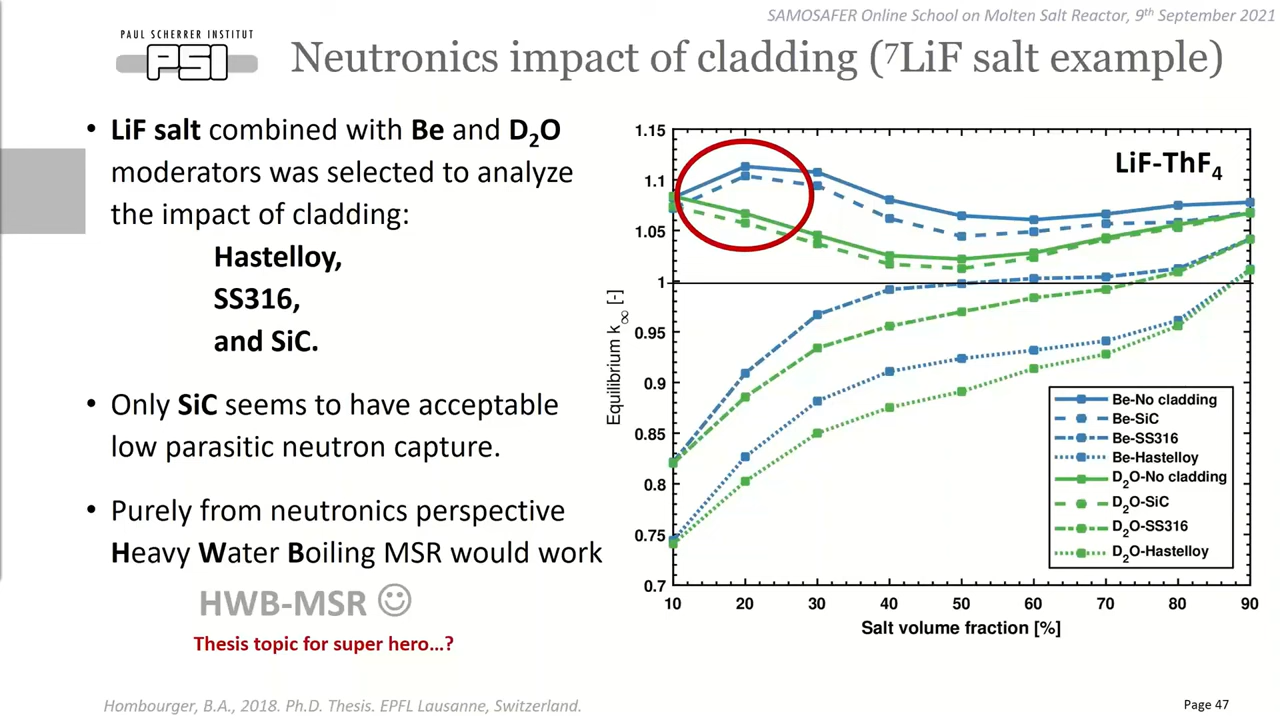 SAMOSAFER Online School on Molten Salt Reactor, 9th September 2021
PAUL SCHERRER INSTITUT
PSI
Neutronics impact of cladding (⁷LiF salt example)
• LiF salt combined with Be and D₂O
moderators was selected to analyze
the impact of cladding:
Hastelloy,
SS316,
and SiC.
• Only SiC seems to have acceptable
low parasitic neutron capture.
• Purely from neutronics perspective
Heavy Water Boiling MSR would work
HWB-MSR ☺
Thesis topic for super hero…?
LiF-ThF₄
Equilibrium k∞ [-]
1.15
1.1
1.05
1
0.95
0.9
0.85
0.8
0.75
0.7
10 20 30 40 50 60 70 80 90
Salt volume fraction [%]
Be-No cladding
Be-SiC
Be-SS316
Be-Hastelloy
D₂O-No cladding
D₂O-SiC
D₂O-SS316
D₂O-Hastelloy
Hombourger, B.A., 2018. Ph.D. Thesis. EPFL Lausanne, Switzerland.
Page 47